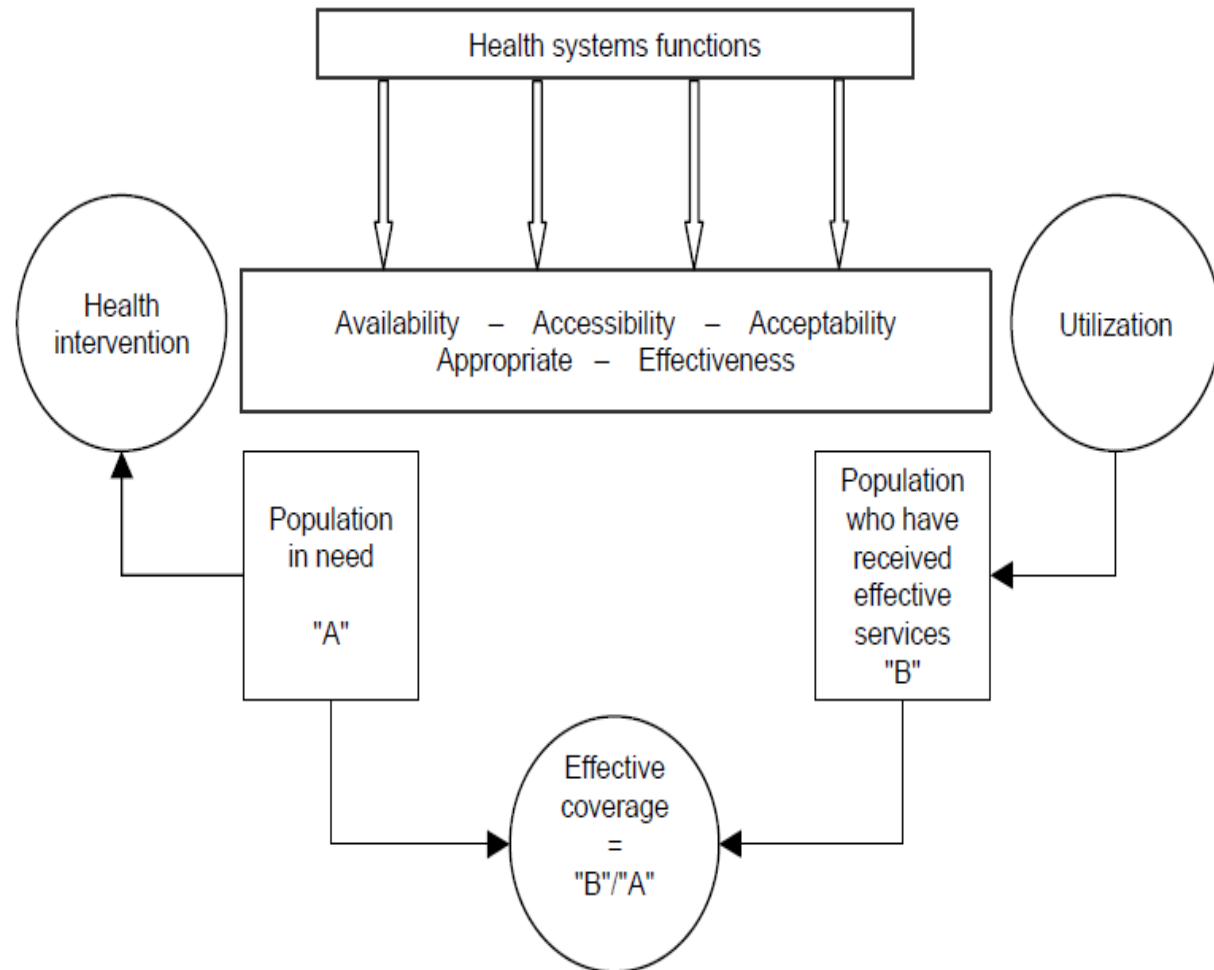 Health systems functions
Health
intervention
Availability – Accessibility – Acceptability
Appropriate – Effectiveness
Utilization
Population
in need
"A"
Population
who have
received
effective
services
"B"
Effective
coverage
=
"B"/"A"